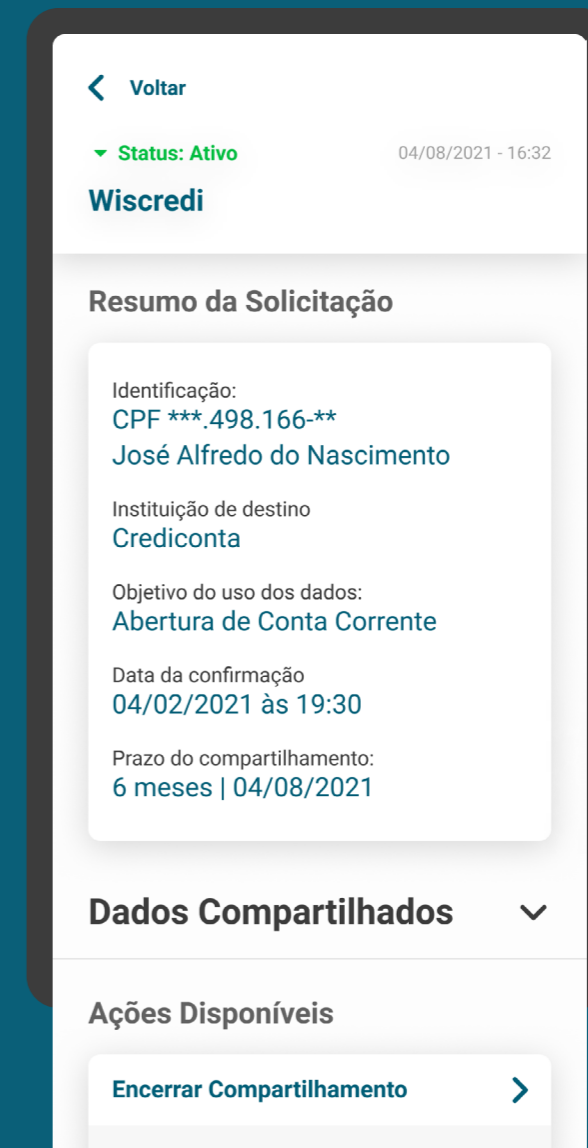 Voltar
Status: Ativo
04/08/2021 - 16:32
Wiscredi
Resumo da Solicitação
Identificação:
CPF ***.498.166-**
José Alfredo do Nascimento
Instituição de destino
Crediconta
Objetivo do uso dos dados:
Abertura de Conta Corrente
Data da confirmação
04/02/2021 às 19:30
Prazo do compartilhamento:
6 meses | 04/08/2021
Dados Compartilhados
Ações Disponíveis
Encerrar Compartilhamento